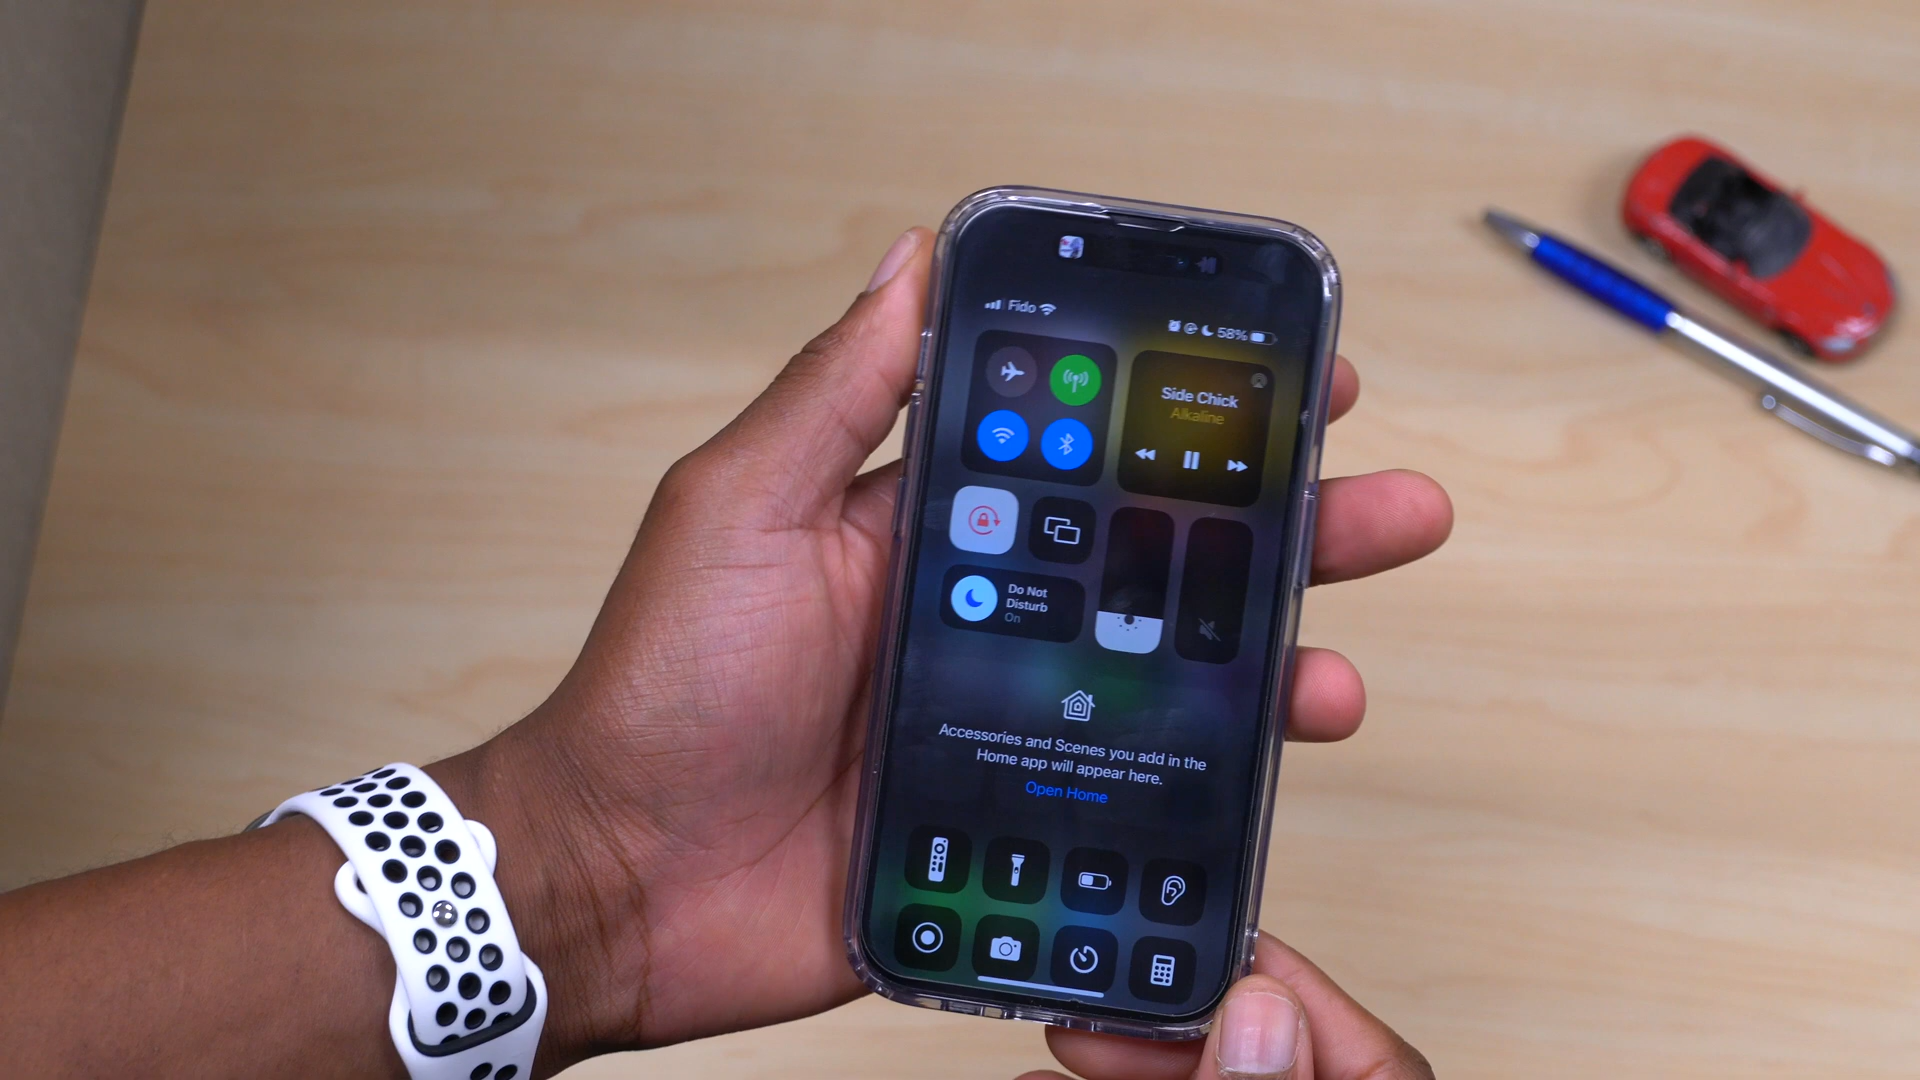 Fido
58%
Side Chick
Alkaline
Do Not
Disturb
On
Accessories and Scenes you add in the
Home app will appear here.
Open Home